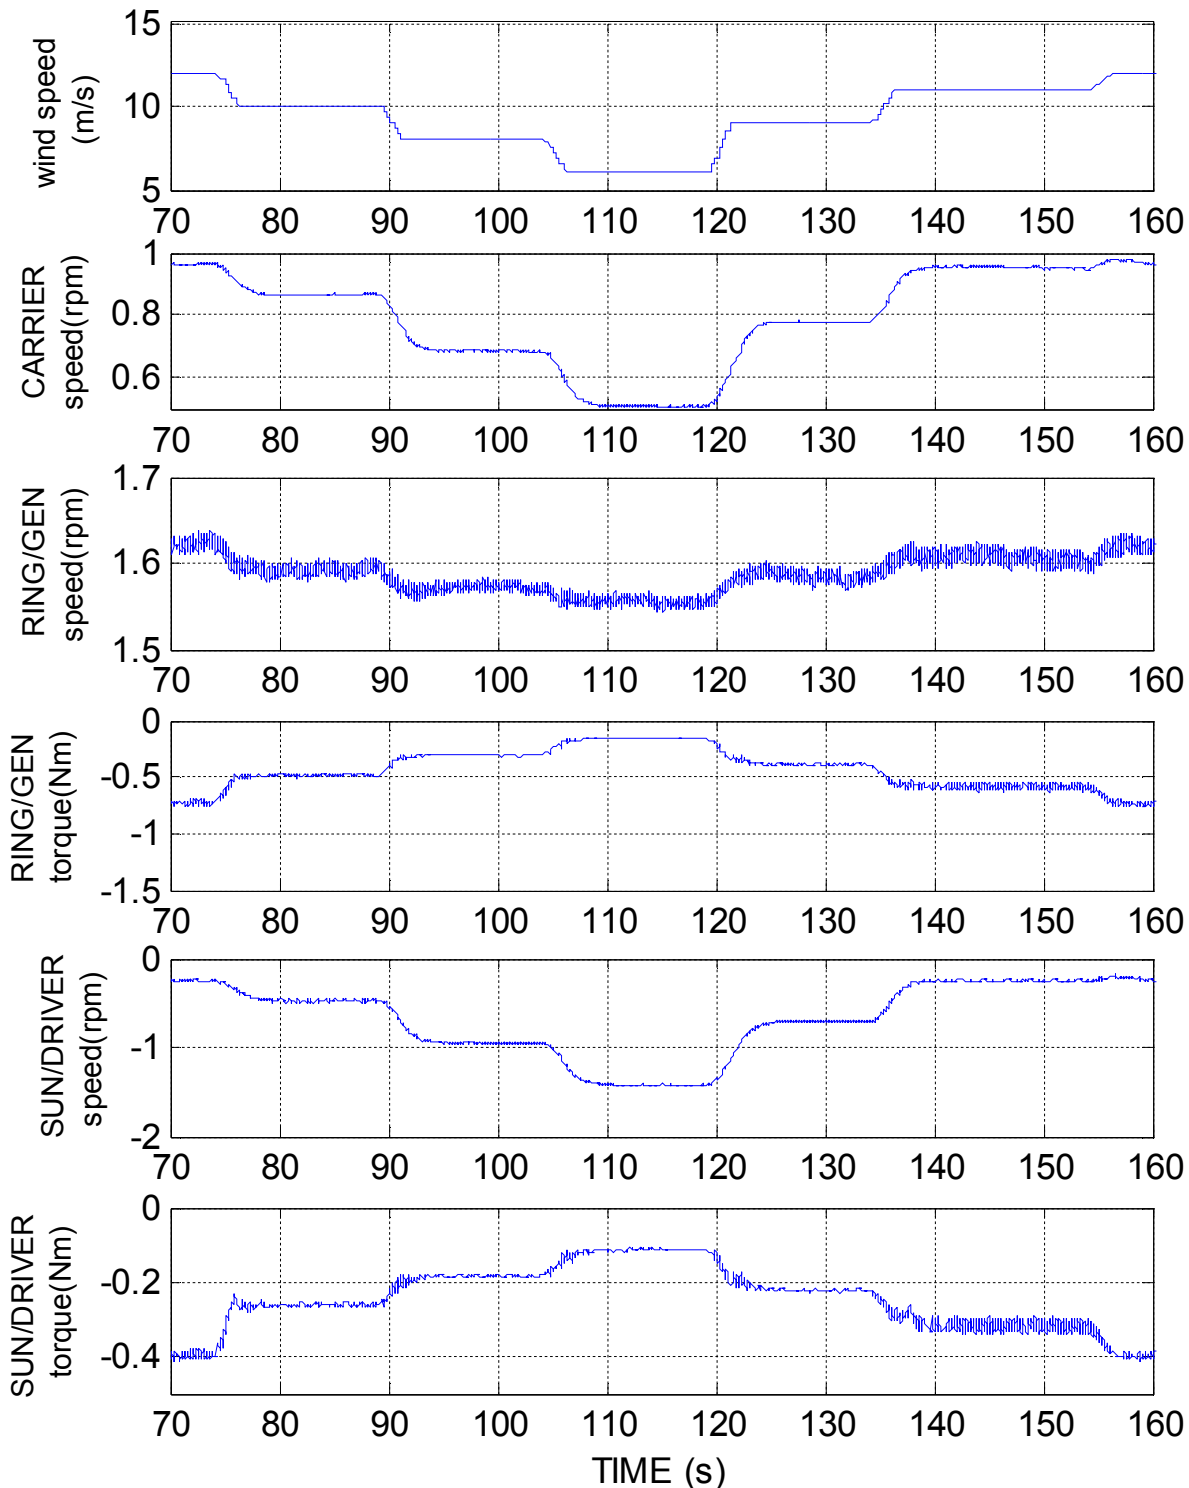 wind speed
(m/s)
15
10
5
70 80 90 100 110 120 130 140 150 160
CARRIER
speed(rpm)
1
0.8
0.6
70 80 90 100 110 120 130 140 150 160
RING/GEN
speed(rpm)
1.7
1.6
1.5
70 80 90 100 110 120 130 140 150 160
RING/GEN
torque(Nm)
0
-0.5
-1
-1.5
70 80 90 100 110 120 130 140 150 160
SUN/DRIVER
speed(rpm)
0
-1
-2
70 80 90 100 110 120 130 140 150 160
SUN/DRIVER
torque(Nm)
0
-0.2
-0.4
70 80 90 100 110 120 130 140 150 160
TIME (s)